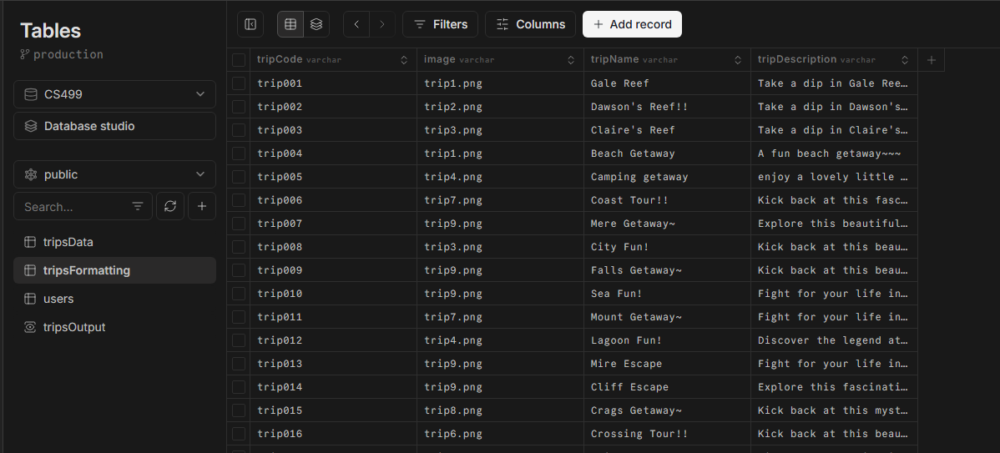 Tables
production
CS499
Database studio
public
Search...
tripsData
tripsFormatting
users
tripsOutput
Filters
Columns
Add record
tripCode varchar image varchar tripName varchar tripDescription varchar
trip001 trip1.png Gale Reef Take a dip in Gale Ree…
trip002 trip2.png Dawson's Reef!! Take a dip in Dawson's…
trip003 trip3.png Claire's Reef Take a dip in Claire's…
trip004 trip1.png Beach Getaway A fun beach getaway~~~
trip005 trip4.png Camping getaway enjoy a lovely little …
trip006 trip7.png Coast Tour!! Kick back at this fasc…
trip007 trip9.png Mere Getaway~ Explore this beautiful…
trip008 trip3.png City Fun! Kick back at this beau…
trip009 trip9.png Falls Getaway~ Kick back at this beau…
trip010 trip9.png Sea Fun! Fight for your life in…
trip011 trip7.png Mount Getaway~ Fight for your life in…
trip012 trip4.png Lagoon Fun! Discover the legend at…
trip013 trip9.png Mire Escape Fight for your life in…
trip014 trip9.png Cliff Escape Explore this fascinati…
trip015 trip8.png Crags Getaway~ Kick back at this myst…
trip016 trip6.png Crossing Tour!! Kick back at this beau…